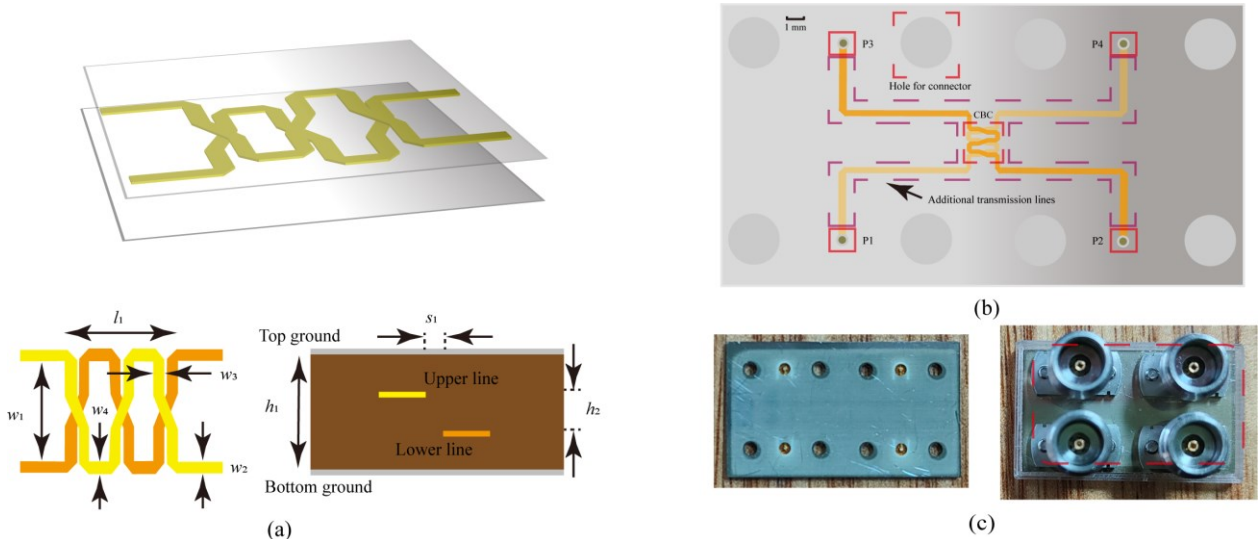 l₁
w₁
w₃
w₄
w₂
Top ground
s₁
h₁
Upper line
h₂
Lower line
Bottom ground
(a)
1 mm
P3
P4
Hole for connector
CBC
Additional transmission lines
P1
P2
(b)
(c)